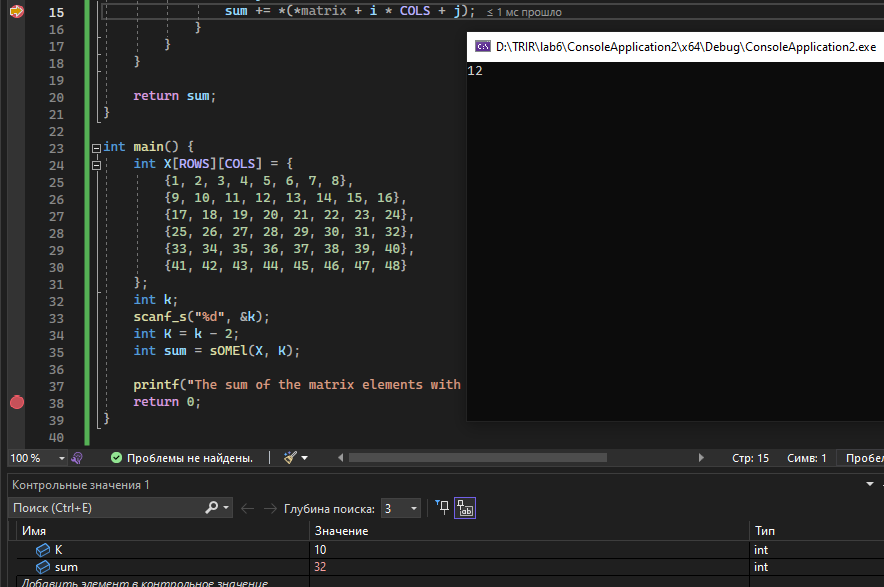 15 sum += *(*matrix + i * COLS + j); ≤ 1 мс прошло
16 }
17 }
18 }
19
20 return sum;
21 }
22
23 int main() {
24 int X[ROWS][COLS] = {
25 {1, 2, 3, 4, 5, 6, 7, 8},
26 {9, 10, 11, 12, 13, 14, 15, 16},
27 {17, 18, 19, 20, 21, 22, 23, 24},
28 {25, 26, 27, 28, 29, 30, 31, 32},
29 {33, 34, 35, 36, 37, 38, 39, 40},
30 {41, 42, 43, 44, 45, 46, 47, 48}
31 };
32 int k;
33 scanf_s("%d", &k);
34 int K = k - 2;
35 int sum = sOMEl(X, K);
36
37 printf("The sum of the matrix elements with
38 return 0;
39 }
40
D:\TRIR\lab6\ConsoleApplication2\x64\Debug\ConsoleApplication2.exe
12
100 % Проблемы не найдены. Стр: 15 Симв: 1 Пробел
Контрольные значения 1
Поиск (Ctrl+E) Глубина поиска: 3
Имя Значение Тип
K 10 int
sum 32 int
Добавить элемент в контрольное значение